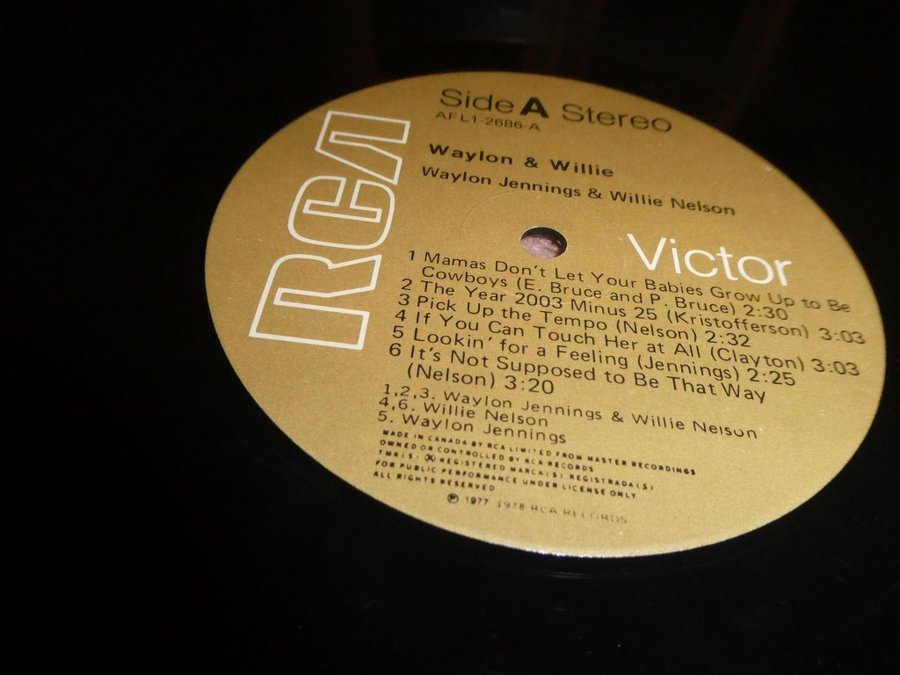 RCA
Side A Stereo
AFL1-2686-A
Waylon & Willie
Waylon Jennings & Willie Nelson
Victor
1 Mamas Don't Let Your Babies Grow Up to Be
Cowboys (E. Bruce and P. Bruce) 2:30
2 The Year 2003 Minus 25 (Kristofferson) 3:03
3 Pick Up the Tempo (Nelson) 2:32
4 If You Can Touch Her at All (Clayton) 3:03
5 Lookin' for a Feeling (Jennings) 2:25
6 It's Not Supposed to Be That Way
(Nelson) 3:20
1,2,3. Waylon Jennings & Willie Nelson
4,6. Willie Nelson
5. Waylon Jennings
MADE IN CANADA BY RCA LIMITED FROM MASTER RECORDINGS
OWNED OR CONTROLLED BY RCA RECORDS
TMK(S) ® REGISTERED MARCA(S) REGISTRADA(S)
FOR PUBLIC PERFORMANCE UNDER LICENSE ONLY
ALL RIGHTS RESERVED
℗ 1977 1978 RCA RECORDS